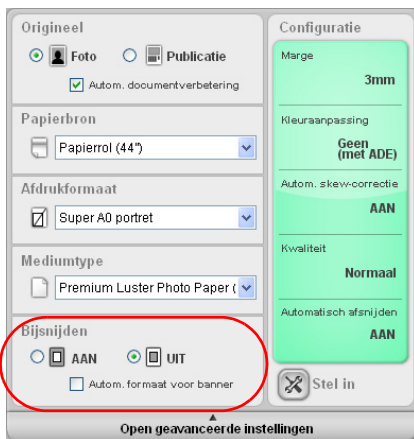 Origineel
Foto Publicatie
Autom. documentverbetering
Papierbron
Papierrol (44")
Afdrukformaat
Super A0 portret
Mediumtype
Premium Luster Photo Paper (
Bijsnijden
AAN UIT
Autom. formaat voor banner
Configuratie
Marge
3mm
Kleuraanpassing
Geen
(met ADE)
Autom. skew-correctie
AAN
Kwaliteit
Normaal
Automatisch afsnijden
AAN
Stel in
Open geavanceerde instellingen